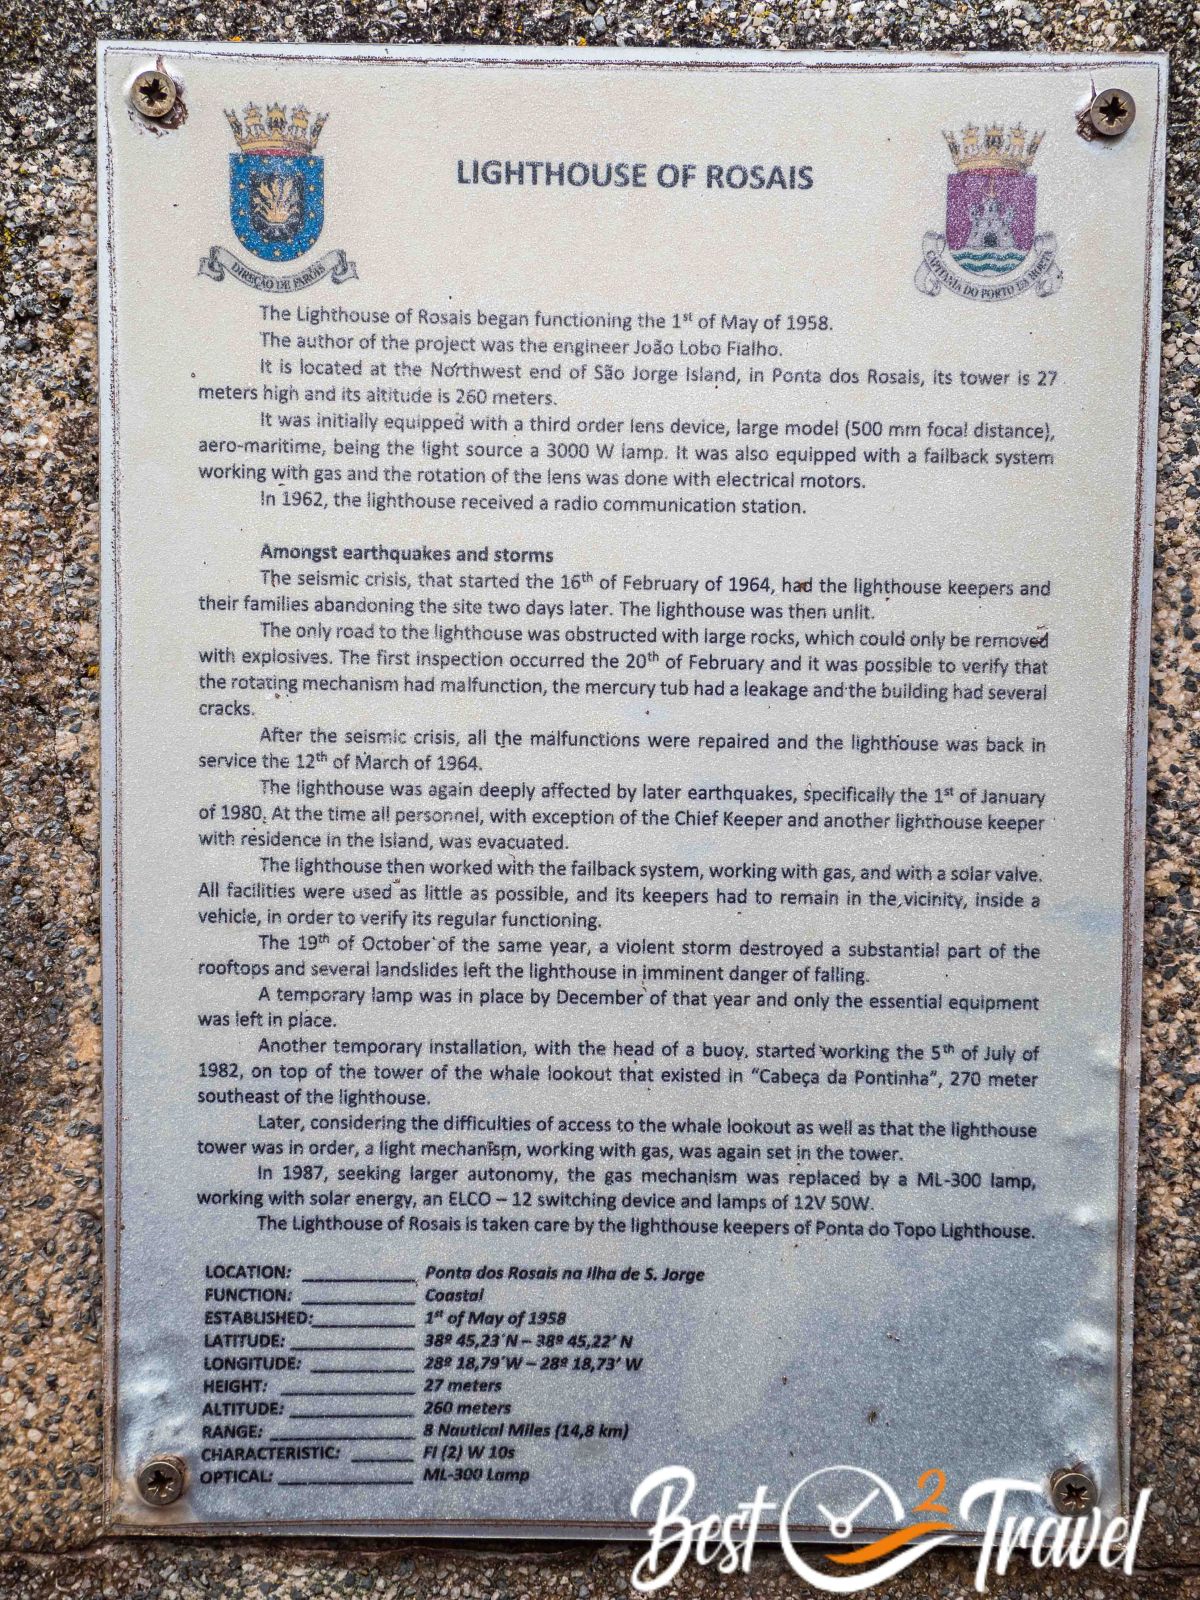 LIGHTHOUSE OF ROSAIS
DIREÇÃO DE FARÓIS
CAPITANIA DO PORTO DA HORTA
The Lighthouse of Rosais began functioning the 1st of May of 1958.
The author of the project was the engineer João Lobo Fialho.
It is located at the Northwest end of São Jorge Island, in Ponta dos Rosais, its tower is 27
meters high and its altitude is 260 meters.
It was initially equipped with a third order lens device, large model (500 mm focal distance),
aero-maritime, being the light source a 3000 W lamp. It was also equipped with a failback system
working with gas and the rotation of the lens was done with electrical motors.
In 1962, the lighthouse received a radio communication station.
Amongst earthquakes and storms
The seismic crisis, that started the 16th of February of 1964, had the lighthouse keepers and
their families abandoning the site two days later. The lighthouse was then unlit.
The only road to the lighthouse was obstructed with large rocks, which could only be removed
with explosives. The first inspection occurred the 20th of February and it was possible to verify that
the rotating mechanism had malfunction, the mercury tub had a leakage and the building had several
cracks.
After the seismic crisis, all the malfunctions were repaired and the lighthouse was back in
service the 12th of March of 1964.
The lighthouse was again deeply affected by later earthquakes, specifically the 1st of January
of 1980. At the time all personnel, with exception of the Chief Keeper and another lighthouse keeper
with residence in the Island, was evacuated.
The lighthouse then worked with the failback system, working with gas, and with a solar valve.
All facilities were used as little as possible, and its keepers had to remain in the vicinity, inside a
vehicle, in order to verify its regular functioning.
The 19th of October of the same year, a violent storm destroyed a substantial part of the
rooftops and several landslides left the lighthouse in imminent danger of falling.
A temporary lamp was in place by December of that year and only the essential equipment
was left in place.
Another temporary installation, with the head of a buoy, started working the 5th of July of
1982, on top of the tower of the whale lookout that existed in “Cabeça da Pontinha”, 270 meter
southeast of the lighthouse.
Later, considering the difficulties of access to the whale lookout as well as that the lighthouse
tower was in order, a light mechanism, working with gas, was again set in the tower.
In 1987, seeking larger autonomy, the gas mechanism was replaced by a ML-300 lamp,
working with solar energy, an ELCO – 12 switching device and lamps of 12V 50W.
The Lighthouse of Rosais is taken care by the lighthouse keepers of Ponta do Topo Lighthouse.
LOCATION: Ponta dos Rosais na Ilha de S. Jorge
FUNCTION: Coastal
ESTABLISHED: 1st of May of 1958
LATITUDE: 38º 45,23´N – 38º 45,22’ N
LONGITUDE: 28º 18,79´W – 28º 18,73’ W
HEIGHT: 27 meters
ALTITUDE: 260 meters
RANGE: 8 Nautical Miles (14,8 km)
CHARACTERISTIC: Fl (2) W 10s
OPTICAL: ML-300 Lamp
Best 2 Travel